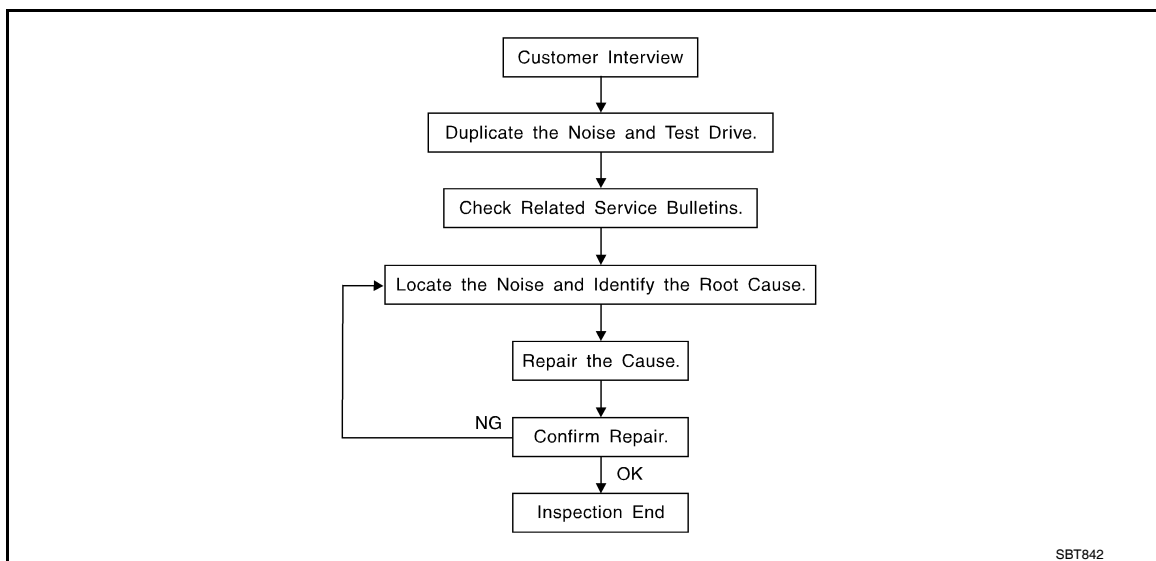 Customer Interview
Duplicate the Noise and Test Drive.
Check Related Service Bulletins.
Locate the Noise and Identify the Root Cause.
Repair the Cause.
NG
Confirm Repair.
OK
Inspection End
SBT842